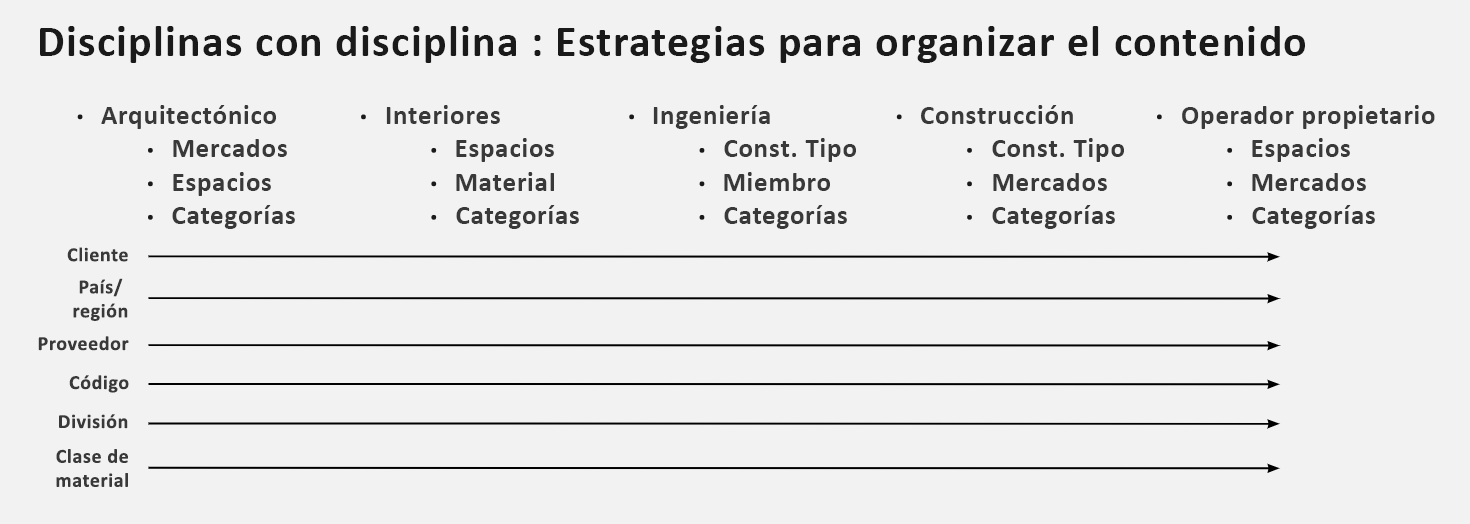 Disciplinas con disciplina : Estrategias para organizar el contenido
• Arquitectónico
• Mercados
• Espacios
• Categorías
• Interiores
• Espacios
• Material
• Categorías
• Ingeniería
• Const. Tipo
• Miembro
• Categorías
• Construcción
• Const. Tipo
• Mercados
• Categorías
• Operador propietario
• Espacios
• Mercados
• Categorías
Cliente
País/
región
Proveedor
Código
División
Clase de
material